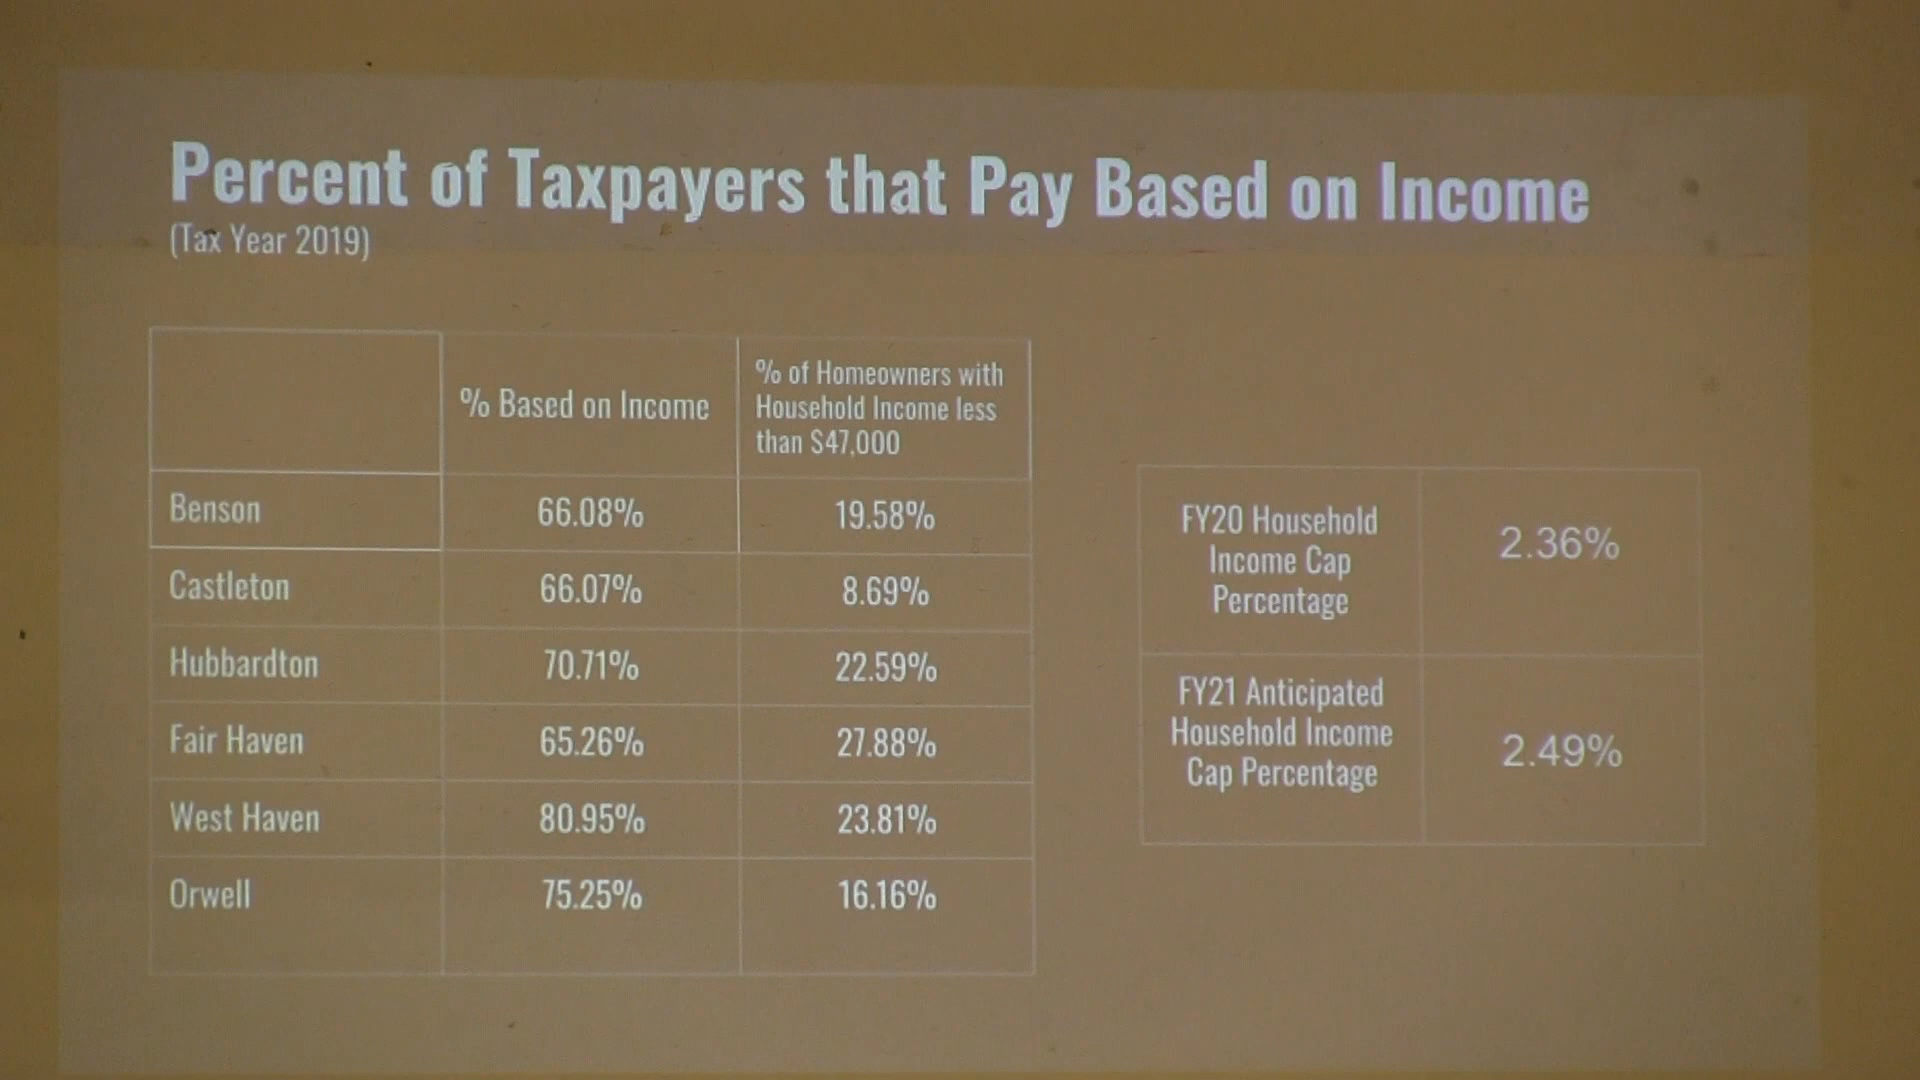 Percent of Taxpayers that Pay Based on Income
(Tax Year 2019)
% Based on Income
% of Homeowners with
Household Income less
than $47,000
Benson 66.08% 19.58%
Castleton 66.07% 8.69%
Hubbardton 70.71% 22.59%
Fair Haven 65.26% 27.88%
West Haven 80.95% 23.81%
Orwell 75.25% 16.16%
FY20 Household
Income Cap
Percentage
2.36%
FY21 Anticipated
Household Income
Cap Percentage
2.49%